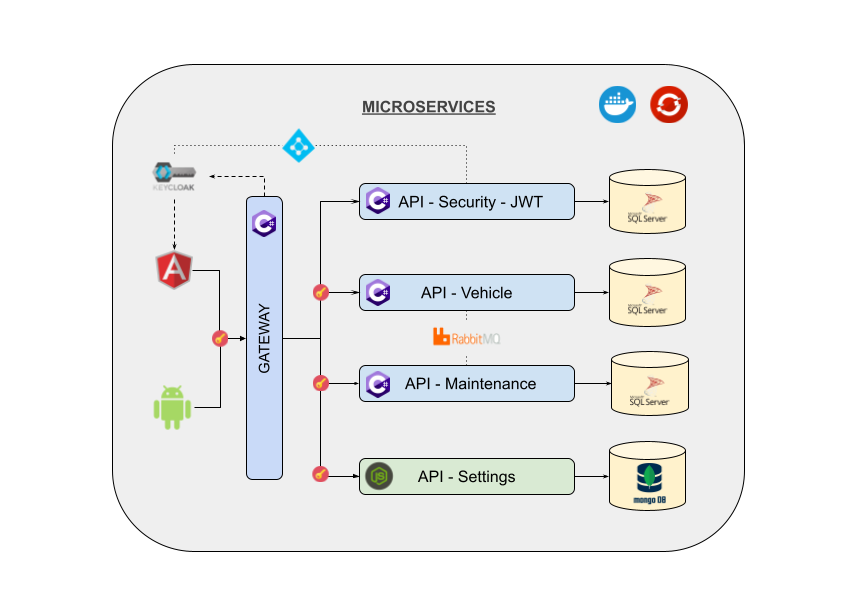 MICROSERVICES
KEYCLOAK
C#
API - Security - JWT
SQL Server
C#
A
GATEWAY
C#
API - Vehicle
SQL Server
RabbitMQ
C#
API - Maintenance
SQL Server
JS
API - Settings
mongo DB